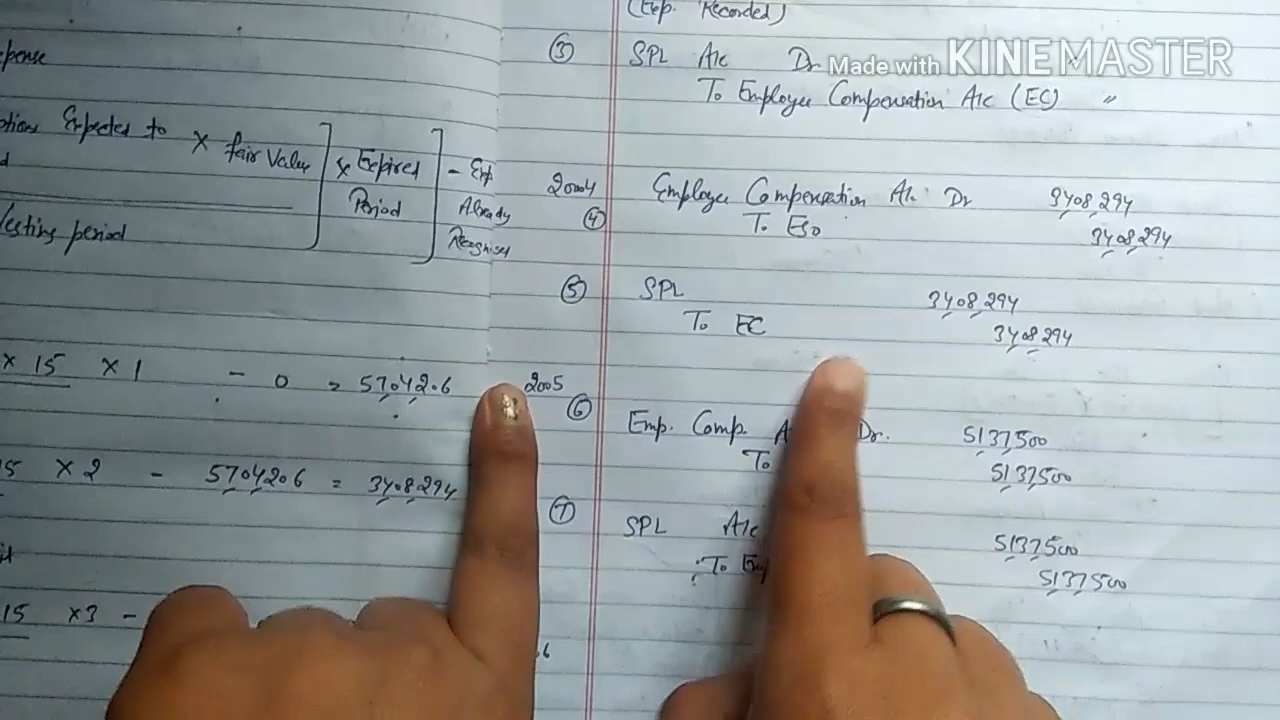 (Exp. Recorded)
③ SPL A/c Dr
To Employee Compensation A/c (EC) "
Made with KINEMASTER
pense
ptions Expected to × fair Value × Expired - Exp
Period Already
Recognised
Vesting period
2004
④ Employee Compensation A/c Dr 3408294
To ESO 3408294
⑤ SPL 3408294
To EC 3408294
× 15 × 1 - 0 = 5704206
15 × 2 - 5704206 = 3408294
15 × 3 -
2005
⑥ Emp. Comp. A Dr. 5137500
To 5137500
⑦ SPL A/c 5137500
To Emp 5137500